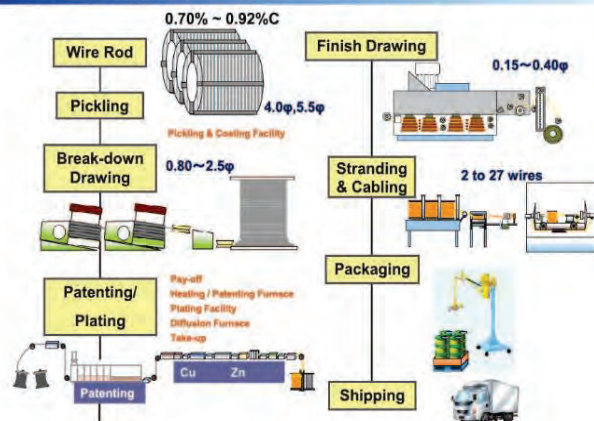 Wire Rod
0.70% ~ 0.92%C
4.0φ,5.5φ
Pickling
Pickling & Coating Facility
Break-down
Drawing
0.80～2.5φ
Patenting/
Plating
Pay-off
Heating / Patenting Furnace
Plating Facility
Diffusion Furnace
Take-up
Patenting
Cu Zn
Finish Drawing
0.15～0.40φ
Stranding
& Cabling
2 to 27 wires
Packaging
Shipping